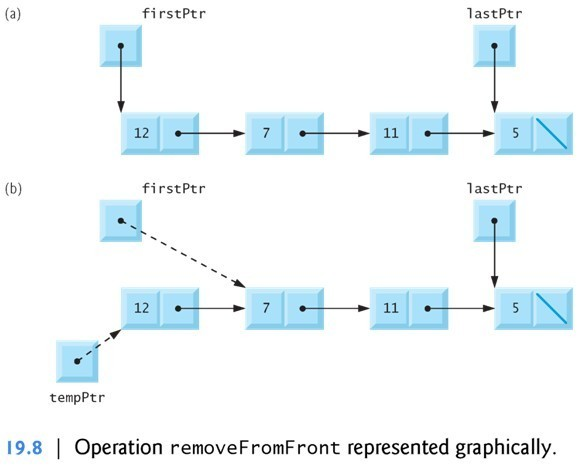 (a) firstPtr lastPtr
12 7 11 5
(b) firstPtr lastPtr
12 7 11 5
tempPtr
19.8 | Operation removeFromFront represented graphically.